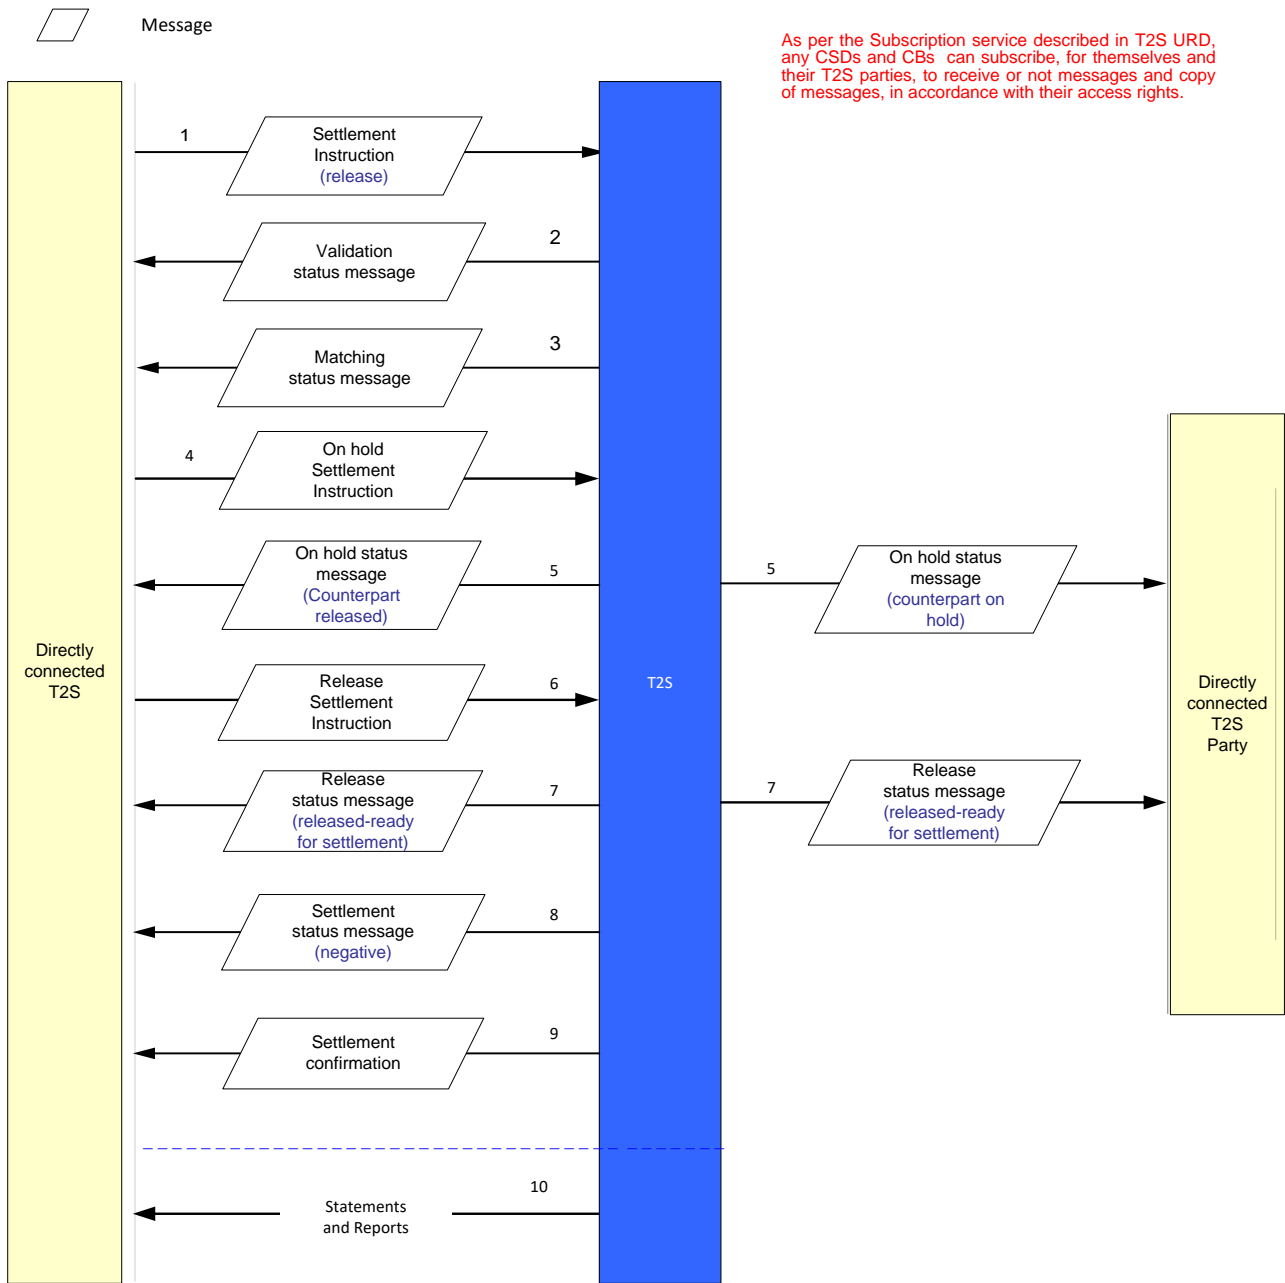 Message
As per the Subscription service described in T2S URD,
any CSDs and CBs can subscribe, for themselves and
their T2S parties, to receive or not messages and copy
of messages, in accordance with their access rights.
1
Settlement
Instruction
(release)
2
Validation
status message
3
Matching
status message
4
On hold
Settlement
Instruction
On hold status
message
(Counterpart
released)
5
5
On hold status
message
(counterpart on
hold)
Directly
connected
T2S
Release
Settlement
Instruction
6
T2S
Directly
connected
T2S
Party
Release
status message
(released-ready
for settlement)
7
7
Release
status message
(released-ready
for settlement)
Settlement
status message
(negative)
8
Settlement
confirmation
9
10
Statements
and Reports